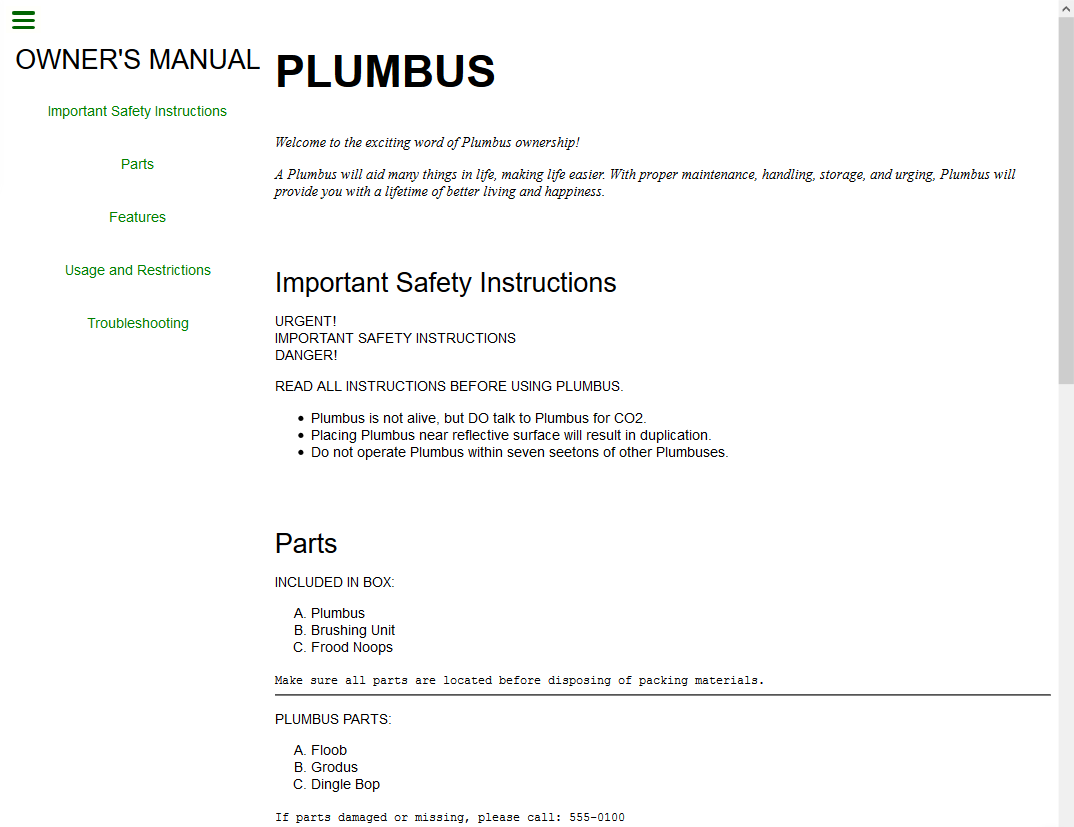 OWNER'S MANUAL
Important Safety Instructions
Parts
Features
Usage and Restrictions
Troubleshooting
PLUMBUS
Welcome to the exciting word of Plumbus ownership!
A Plumbus will aid many things in life, making life easier. With proper maintenance, handling, storage, and urging, Plumbus will
provide you with a lifetime of better living and happiness.
Important Safety Instructions
URGENT!
IMPORTANT SAFETY INSTRUCTIONS
DANGER!
READ ALL INSTRUCTIONS BEFORE USING PLUMBUS.
• Plumbus is not alive, but DO talk to Plumbus for CO2.
• Placing Plumbus near reflective surface will result in duplication.
• Do not operate Plumbus within seven seetons of other Plumbuses.
Parts
INCLUDED IN BOX:
A. Plumbus
B. Brushing Unit
C. Frood Noops
Make sure all parts are located before disposing of packing materials.
PLUMBUS PARTS:
A. Floob
B. Grodus
C. Dingle Bop
If parts damaged or missing, please call: 555-0100